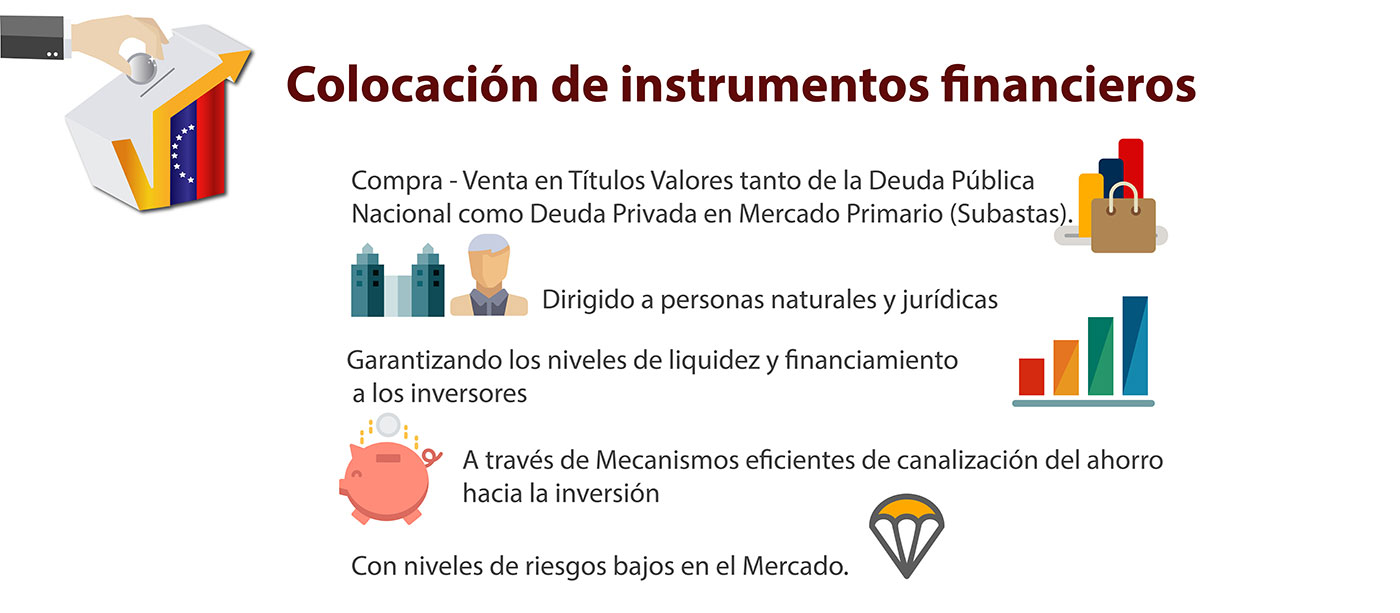 Colocación de instrumentos financieros
Compra - Venta en Títulos Valores tanto de la Deuda Pública
Nacional como Deuda Privada en Mercado Primario (Subastas).
Dirigido a personas naturales y jurídicas
Garantizando los niveles de liquidez y financiamiento
a los inversores
A través de Mecanismos eficientes de canalización del ahorro
hacia la inversión
Con niveles de riesgos bajos en el Mercado.